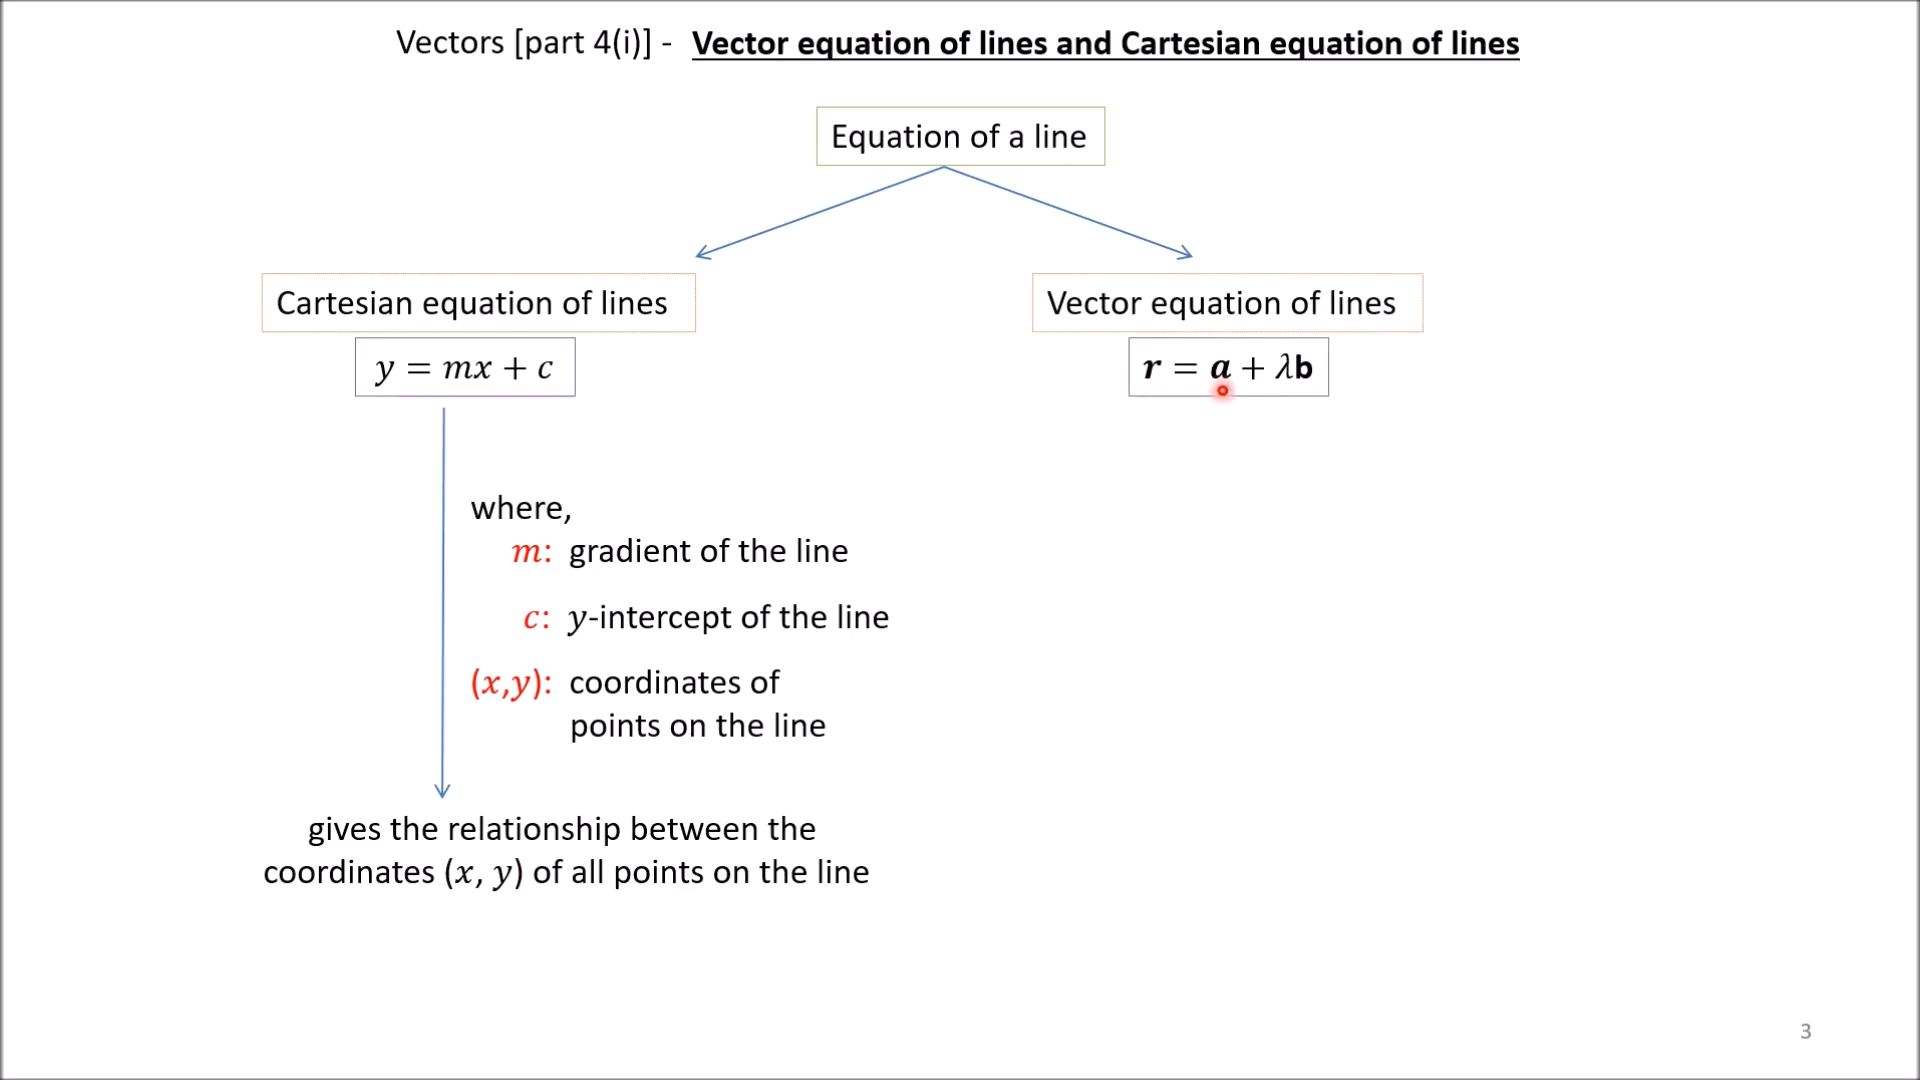 Vectors [part 4(i)] - Vector equation of lines and Cartesian equation of lines
Equation of a line
Cartesian equation of lines
y = mx + c
Vector equation of lines
r = a + λb
where,
m: gradient of the line
c: y-intercept of the line
(x,y): coordinates of
points on the line
gives the relationship between the
coordinates (x, y) of all points on the line
3